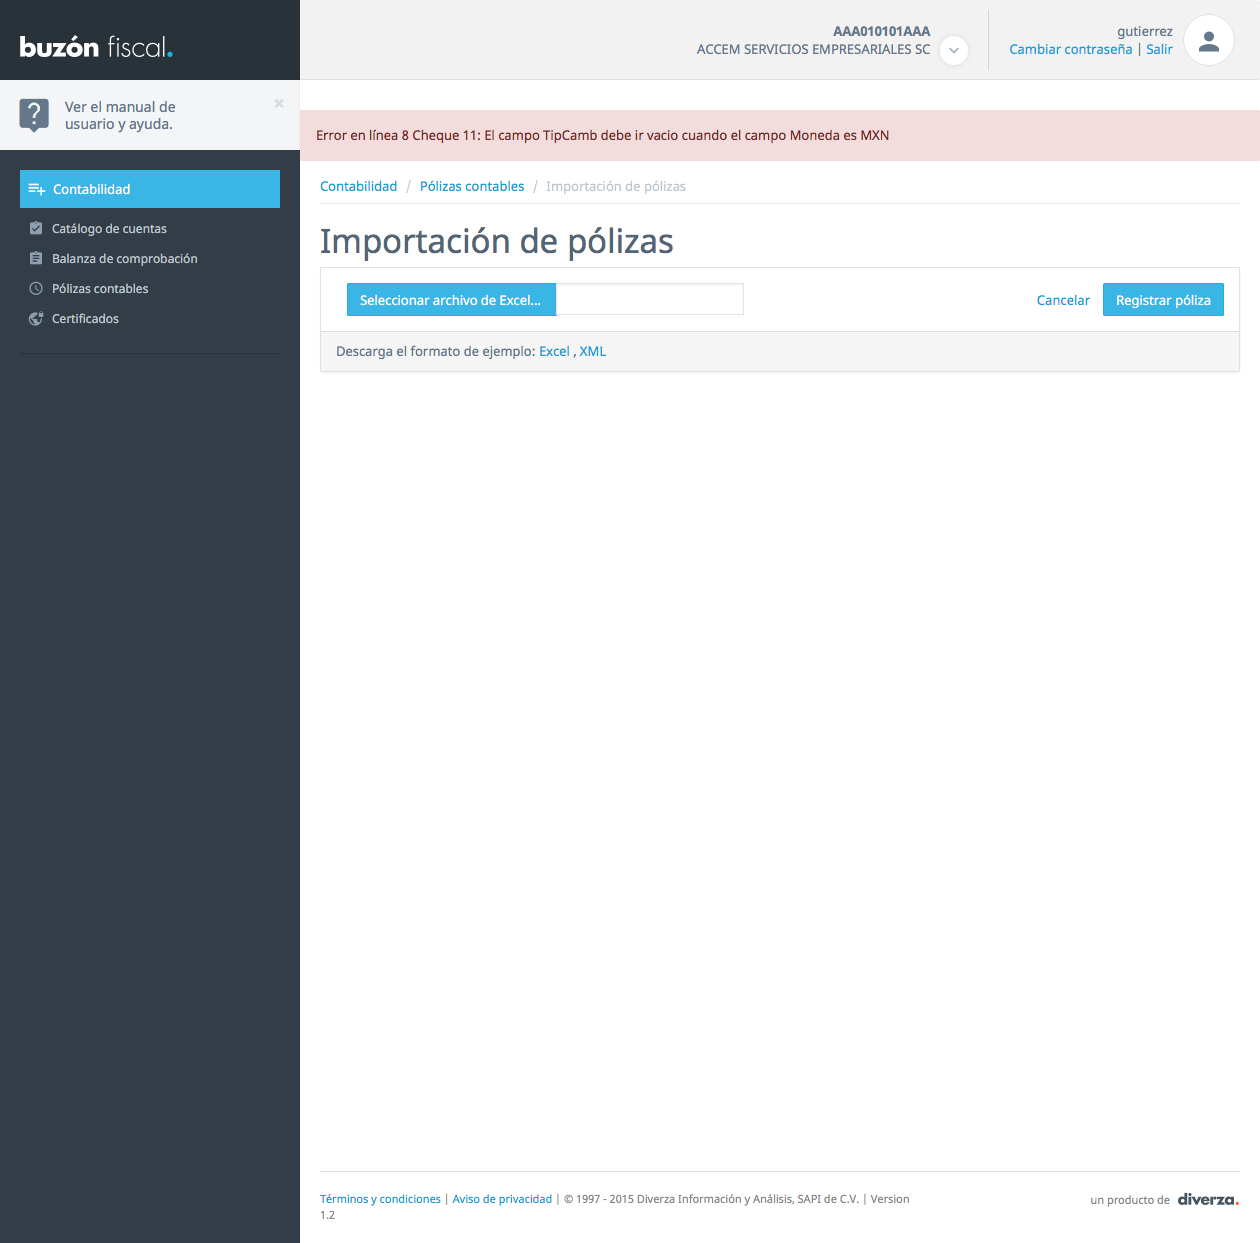 buzón fiscal.
AAA010101AAA
ACCEM SERVICIOS EMPRESARIALES SC
gutierrez
Cambiar contraseña | Salir
Ver el manual de
usuario y ayuda.
×
Error en línea 8 Cheque 11: El campo TipCamb debe ir vacio cuando el campo Moneda es MXN
Contabilidad
Catálogo de cuentas
Balanza de comprobación
Pólizas contables
Certificados
Contabilidad / Pólizas contables / Importación de pólizas
Importación de pólizas
Seleccionar archivo de Excel...
Cancelar
Registrar póliza
Descarga el formato de ejemplo: Excel , XML
Términos y condiciones | Aviso de privacidad | © 1997 - 2015 Diverza Información y Análisis, SAPI de C.V. | Version
1.2
un producto de diverza.